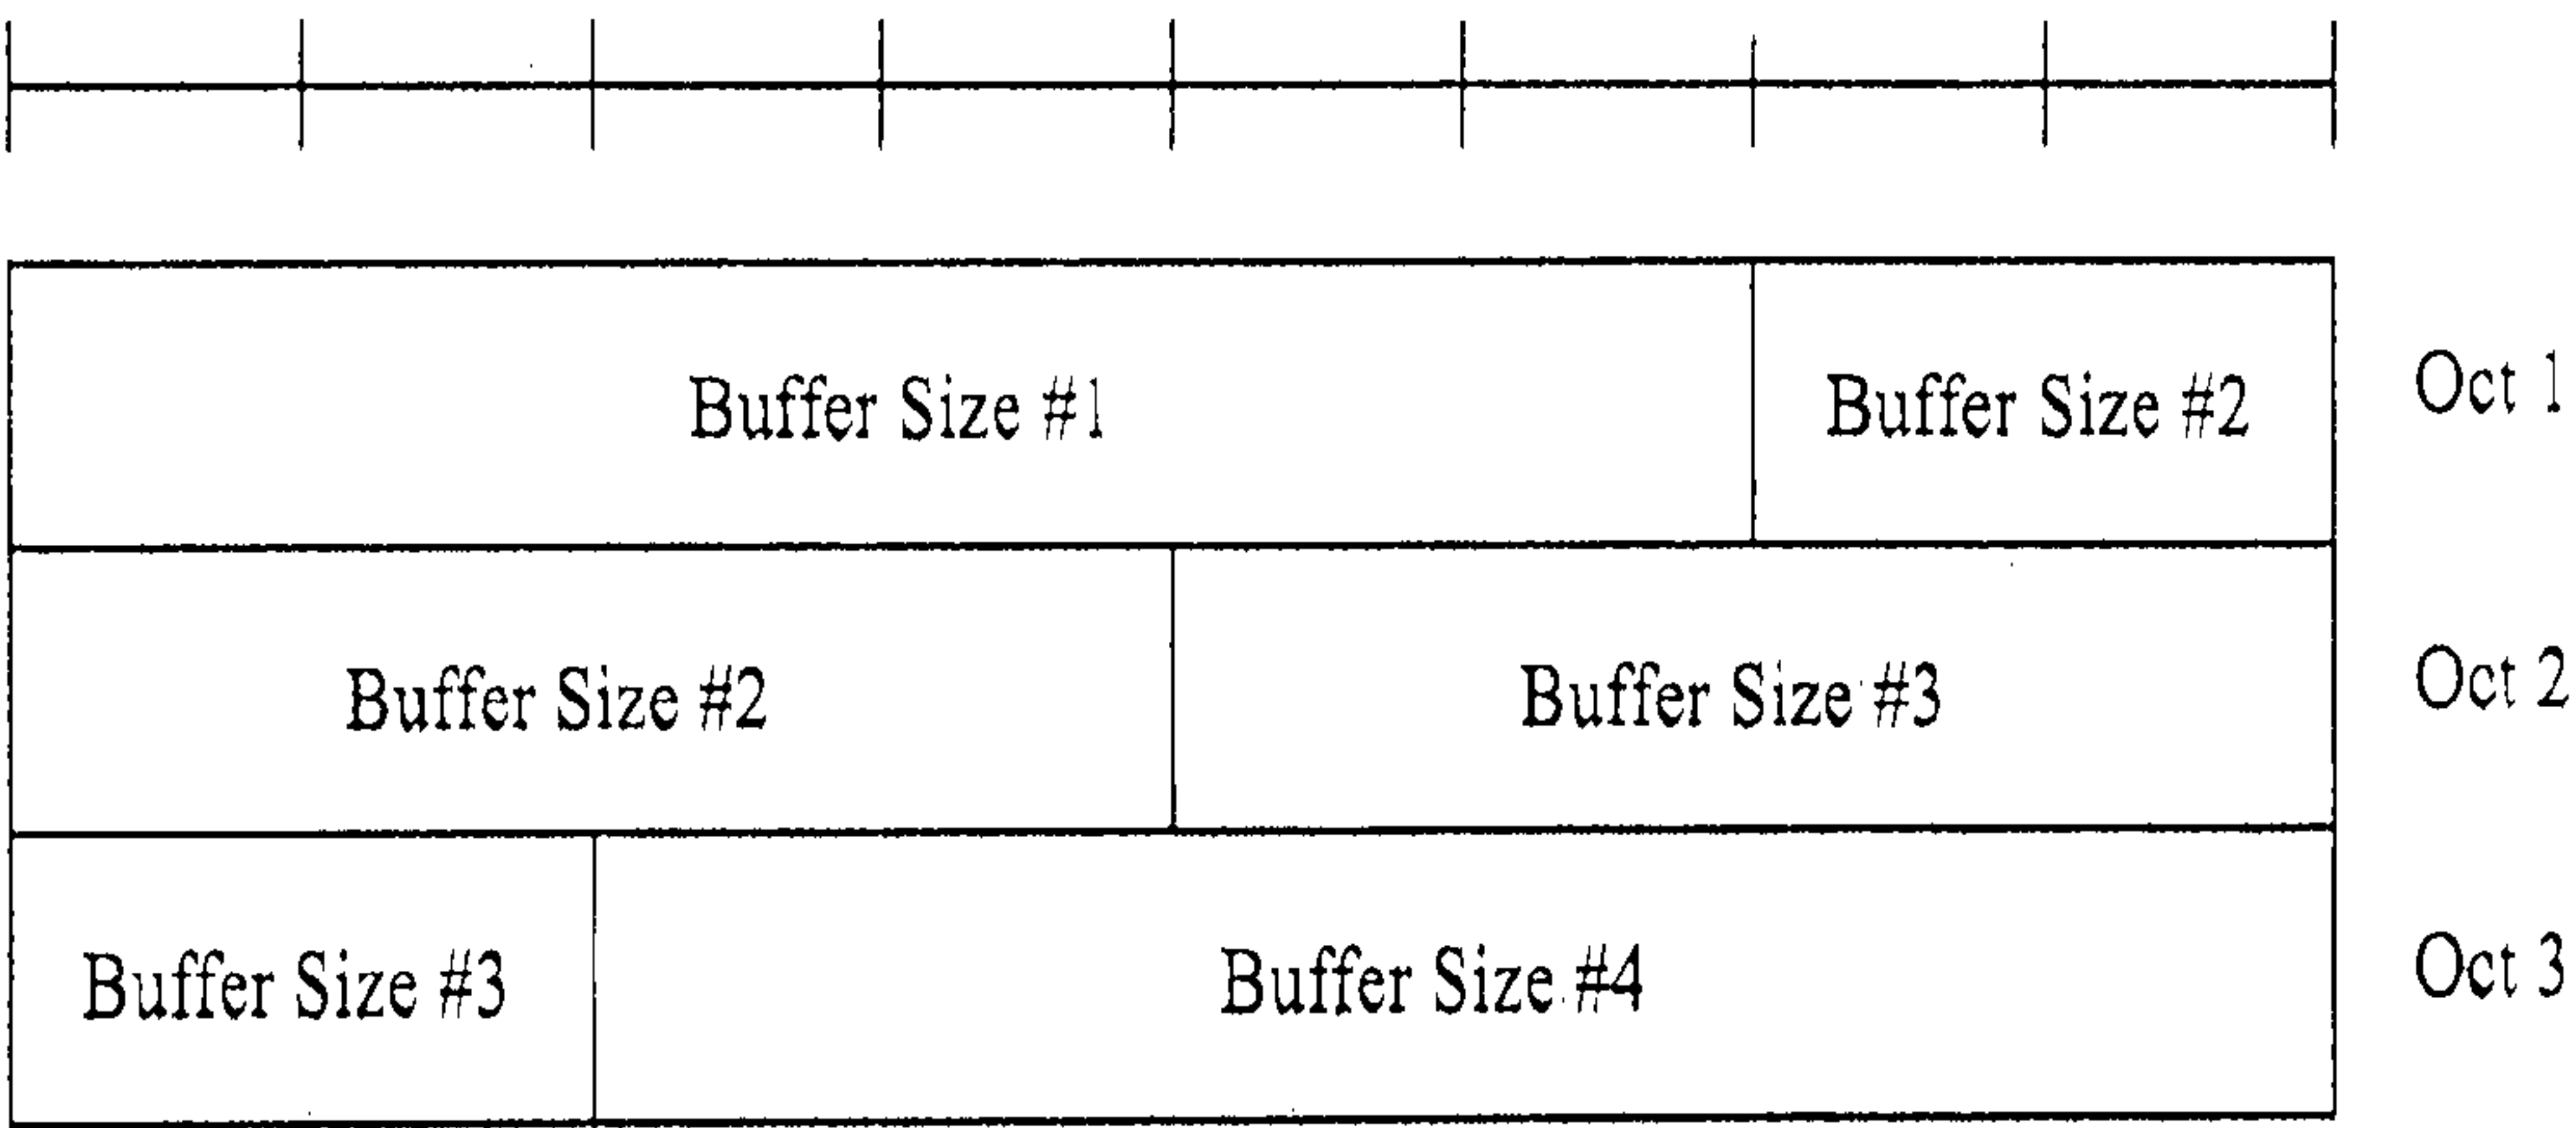 Buffer Size #1 Buffer Size #2 Oct 1
Buffer Size #2 Buffer Size #3 Oct 2
Buffer Size #3 Buffer Size #4 Oct 3